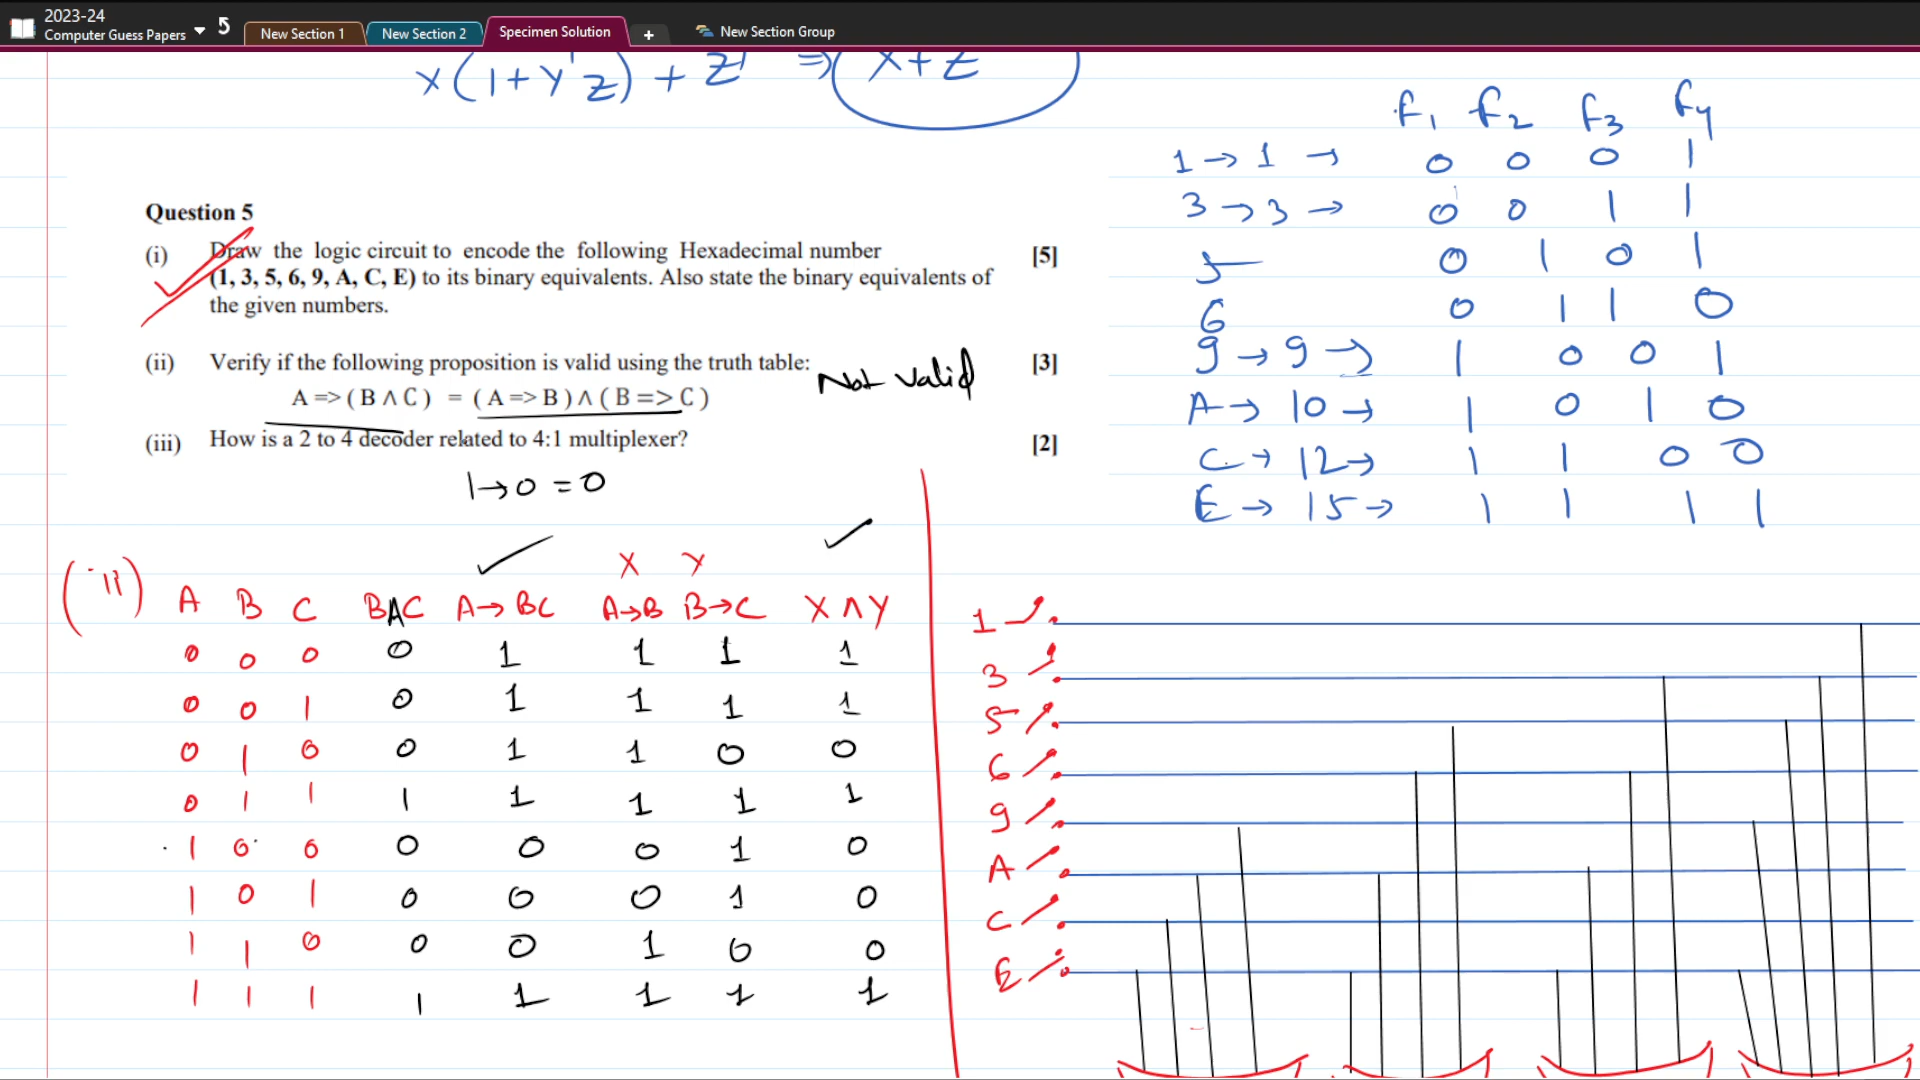 2023-24
Computer Guess Papers
New Section 1
New Section 2
Specimen Solution
+
New Section Group
x(1+Y'z) + z' => x+z
Question 5
(i) Draw the logic circuit to encode the following Hexadecimal number [5]
(1, 3, 5, 6, 9, A, C, E) to its binary equivalents. Also state the binary equivalents of
the given numbers.
(ii) Verify if the following proposition is valid using the truth table: Not valid [3]
A => ( B ∧ C ) = ( A => B ) ∧ ( B => C )
(iii) How is a 2 to 4 decoder related to 4:1 multiplexer? [2]
1→0 = 0
F1 F2 F3 F4
1 → 1 → 0 0 0 1
3 → 3 → 0 0 1 1
5 0 1 0 1
6 0 1 1 0
9 → 9 → 1 0 0 1
A → 10 → 1 0 1 0
C → 12 → 1 1 0 0
E → 15 → 1 1 1 1
X Y
(ii) A B C B∧C A→BC A→B B→C X∧Y
0 0 0 0 1 1 1 1
0 0 1 0 1 1 1 1
0 1 0 0 1 1 0 0
0 1 1 1 1 1 1 1
1 0 0 0 0 0 1 0
1 0 1 0 0 0 1 0
1 1 0 0 0 1 0 0
1 1 1 1 1 1 1 1
1
3
5
6
9
A
C
E